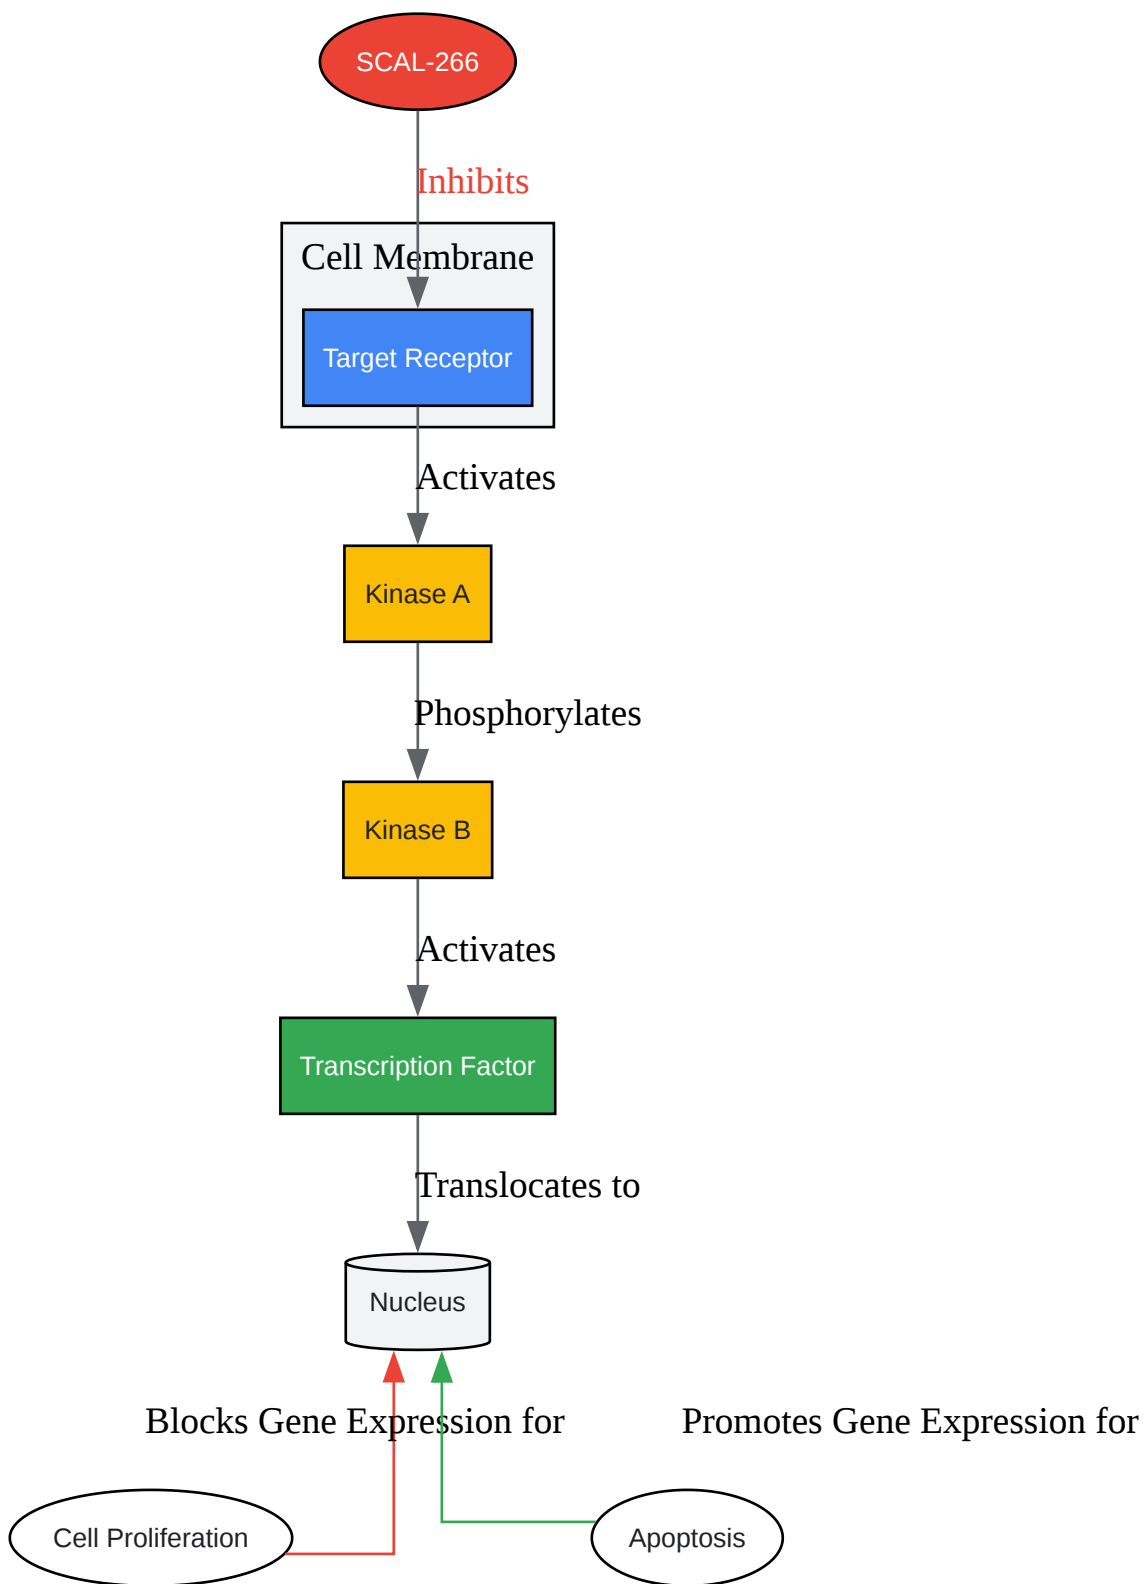 SCAL-266
Inhibits
Cell Membrane
Target Receptor
Activates
Kinase A
Phosphorylates
Kinase B
Activates
Transcription Factor
Translocates to
Nucleus
Blocks Gene Expression for
Promotes Gene Expression for
Cell Proliferation
Apoptosis